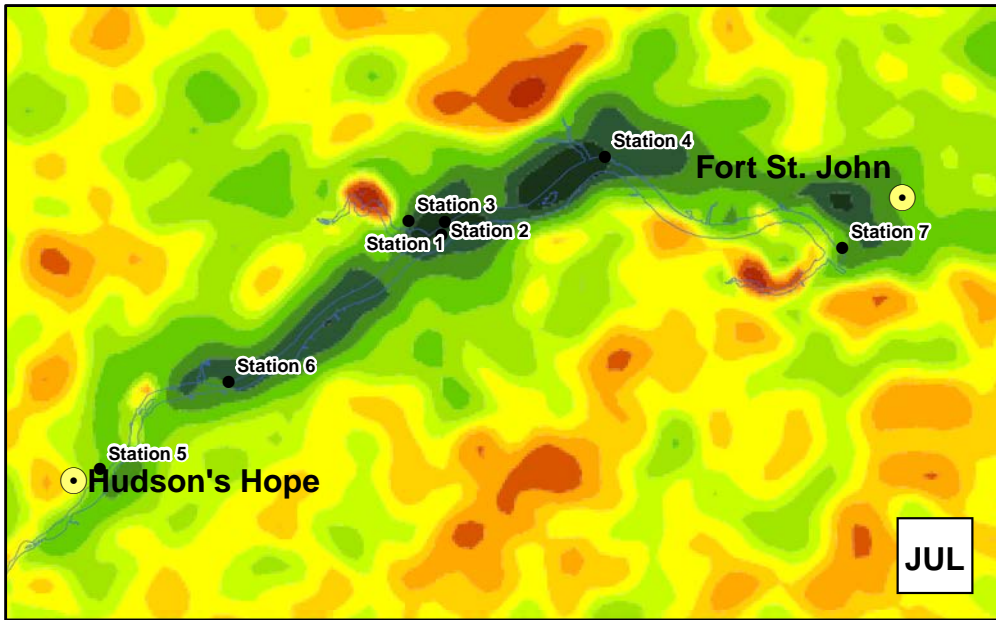 Station 4
Fort St. John
Station 3
Station 1
Station 2
Station 7
Station 6
Station 5
Hudson's Hope
JUL